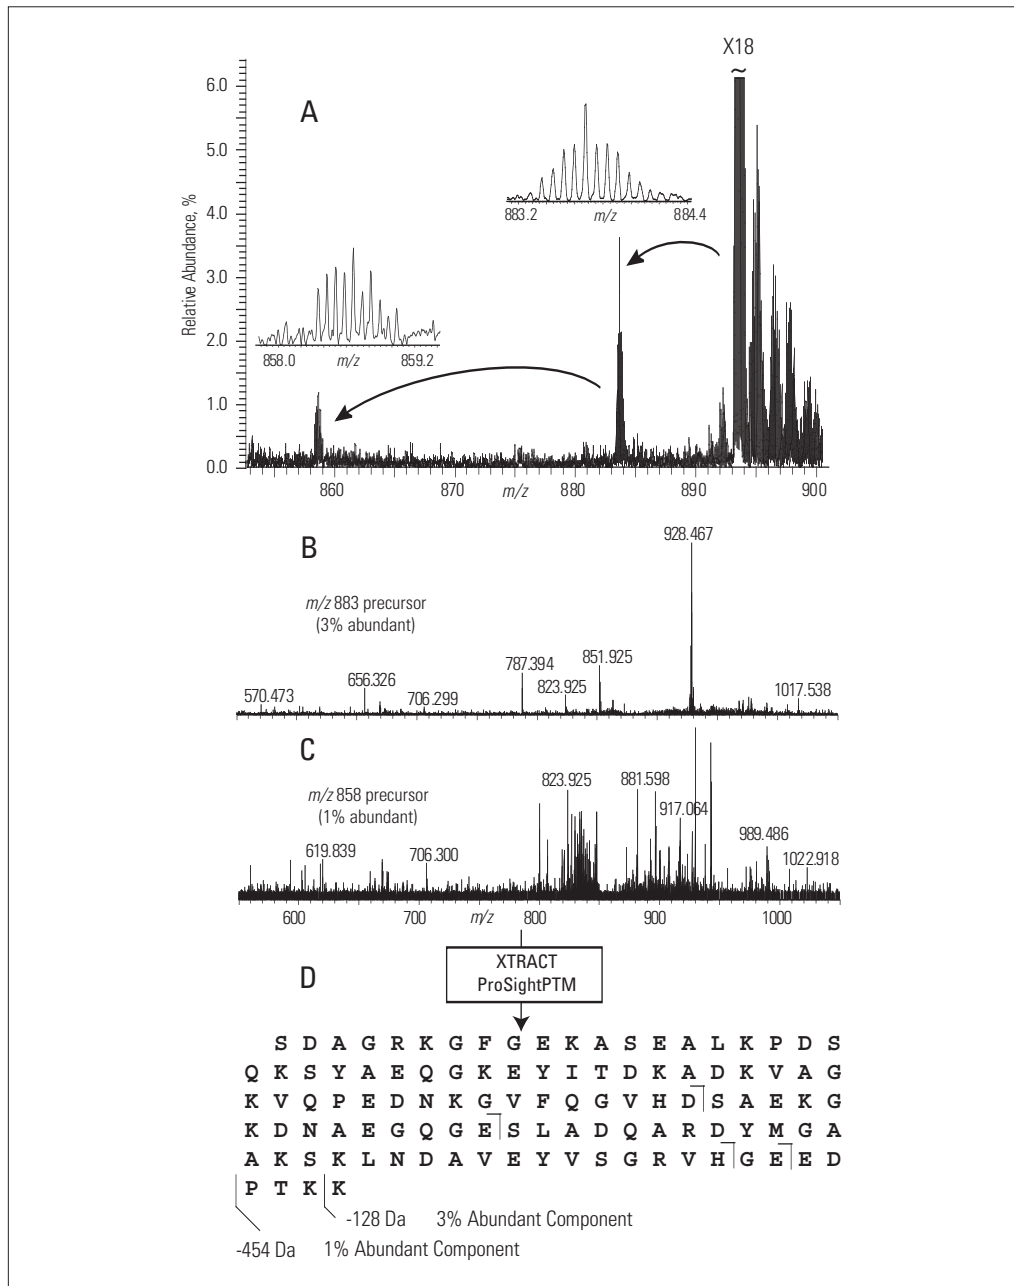 X18
~
A
6.0
5.0
4.0
3.0
2.0
1.0
0.0
Relative Abundance, %
883.2 m/z 884.4
858.0 m/z 859.2
860 870 m/z 880 890 900
B
m/z 883 precursor
(3% abundant)
570.473
656.326
706.299
787.394
823.925
851.925
928.467
1017.538
C
m/z 858 precursor
(1% abundant)
619.839
706.300
823.925
881.598
917.064
989.486
1022.918
600 700 m/z 800 900 1000
XTRACT
ProSightPTM
D
S D A G R K G F G E K A S E A L K P D S
Q K S Y A E Q G K E Y I T D K A D K V A G
K V Q P E D N K G V F Q G V H D S A E K G
K D N A E G Q G E S L A D Q A R D Y M G A
A K S K L N D A V E Y V S G R V H G E E D
P T K K
-128 Da 3% Abundant Component
-454 Da 1% Abundant Component